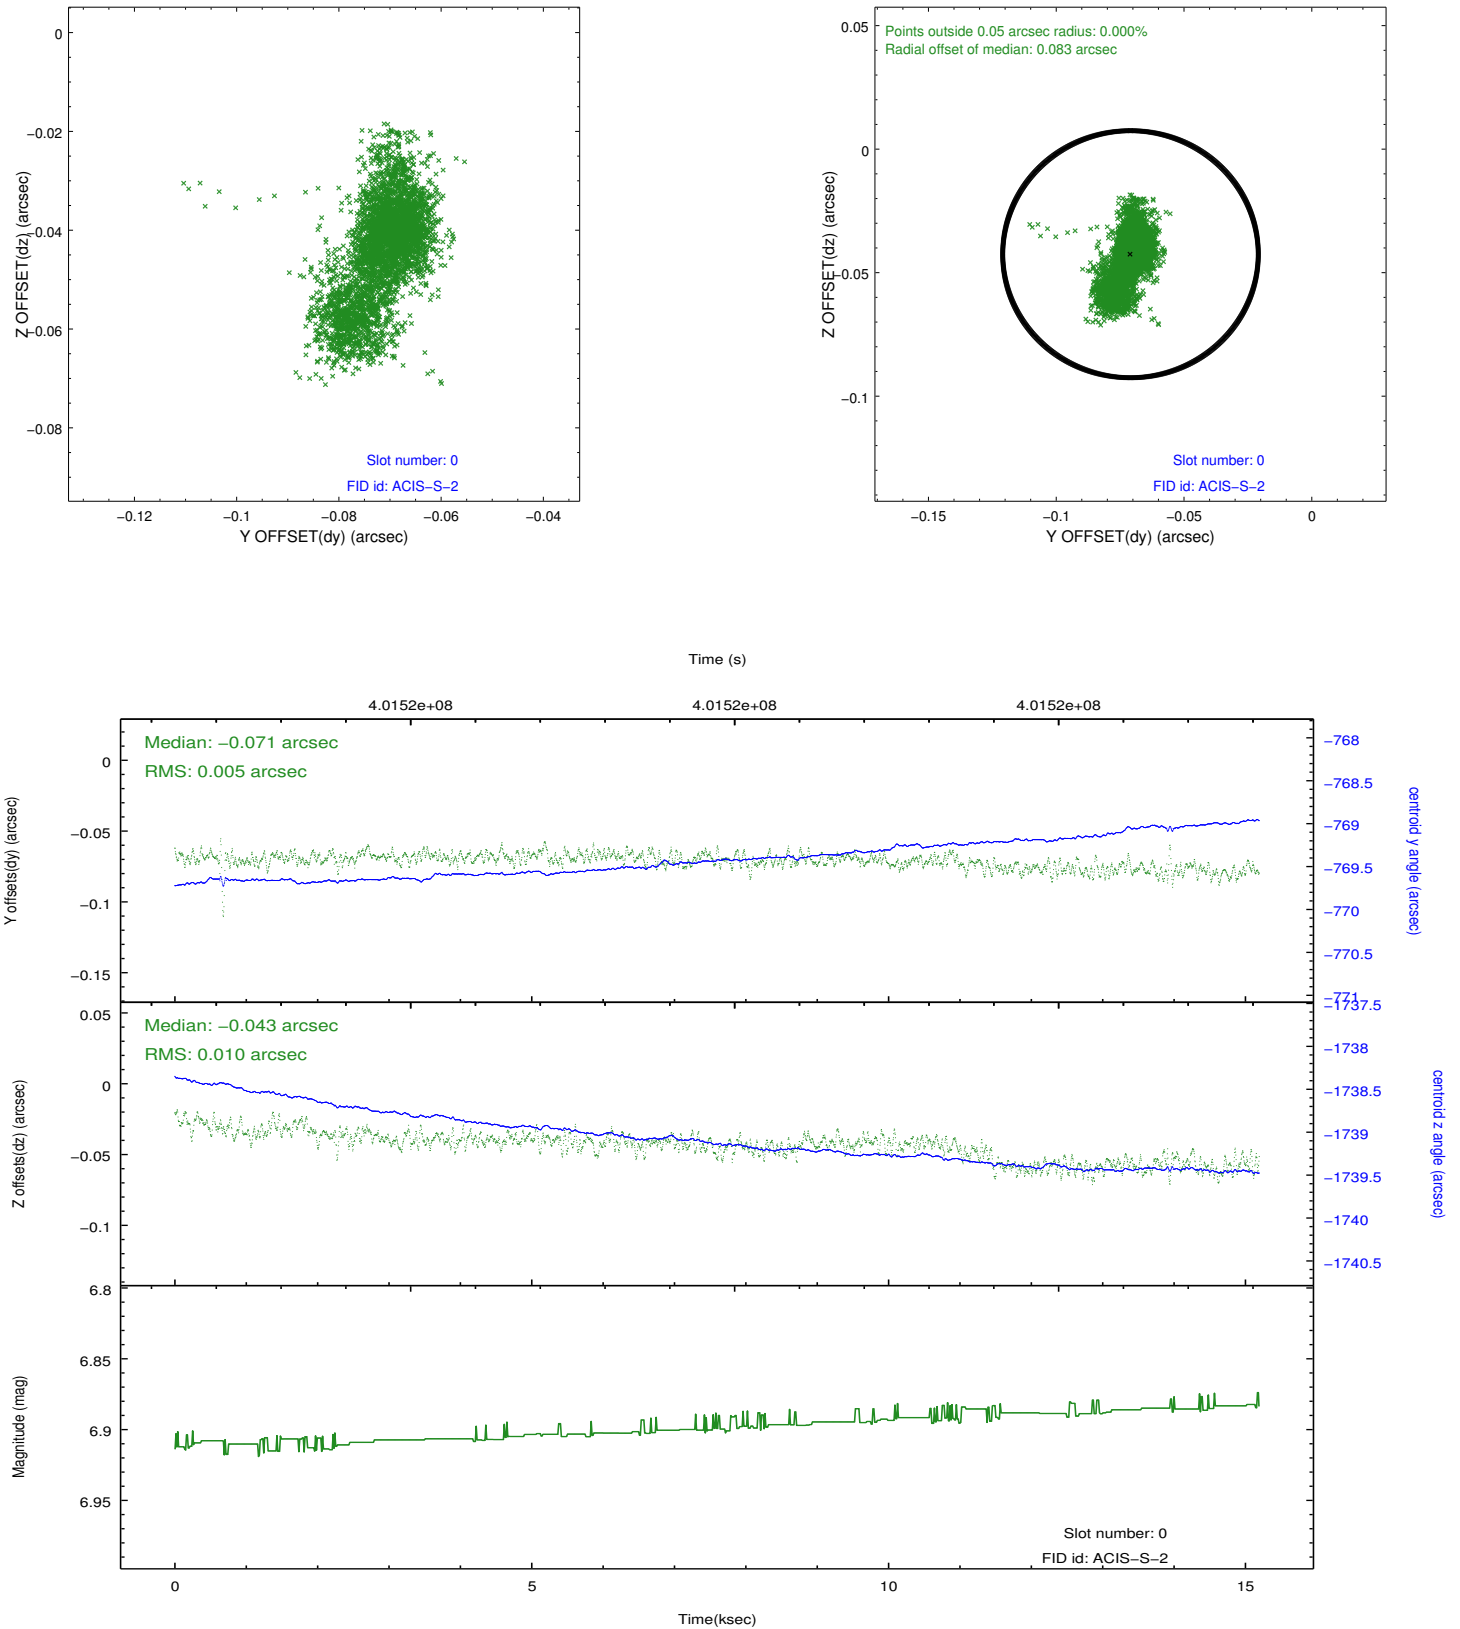 0
−0.02
−0.04
−0.06
−0.08
Z OFFSET(dz) (arcsec)
Slot number: 0
FID id: ACIS−S−2
−0.12 −0.1 −0.08 −0.06 −0.04
Y OFFSET(dy) (arcsec)
Points outside 0.05 arcsec radius: 0.000%
Radial offset of median: 0.083 arcsec
0.05
0
−0.05
−0.1
Z OFFSET(dz) (arcsec)
Slot number: 0
FID id: ACIS−S−2
−0.15 −0.1 −0.05 0
Y OFFSET(dy) (arcsec)
Time (s)
4.0152e+08 4.0152e+08 4.0152e+08
Median: −0.071 arcsec
RMS: 0.005 arcsec
0
−0.05
−0.1
−0.15
Y offsets(dy) (arcsec)
−768
−768.5
−769
−769.5
−770
−770.5
−771
centroid y angle (arcsec)
Median: −0.043 arcsec
RMS: 0.010 arcsec
0.05
0
−0.05
−0.1
Z offsets(dz) (arcsec)
−1737.5
−1738
−1738.5
−1739
−1739.5
−1740
−1740.5
centroid z angle (arcsec)
6.8
6.85
6.9
6.95
Magnitude (mag)
Slot number: 0
FID id: ACIS−S−2
0 5 10 15
Time(ksec)